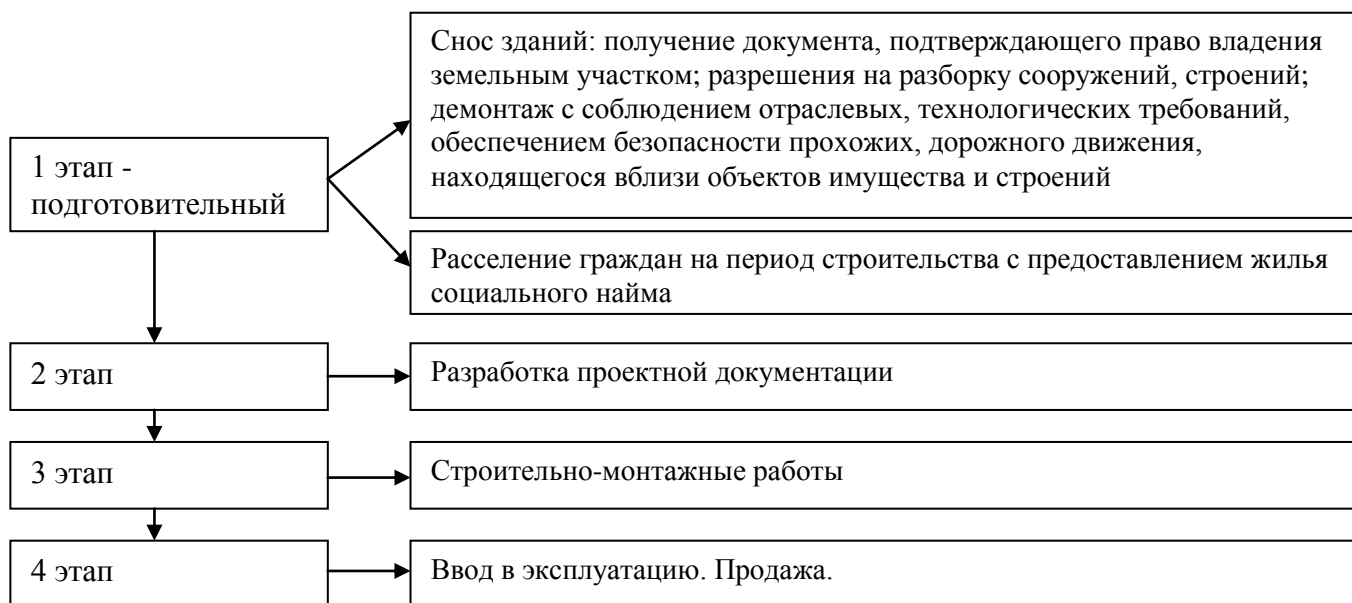 Снос зданий: получение документа, подтверждающего право владения
земельным участком; разрешения на разборку сооружений, строений;
демонтаж с соблюдением отраслевых, технологических требований,
обеспечением безопасности прохожих, дорожного движения,
находящегося вблизи объектов имущества и строений
1 этап -
подготовительный
Расселение граждан на период строительства с предоставлением жилья
социального найма
2 этап
Разработка проектной документации
3 этап
Строительно-монтажные работы
4 этап
Ввод в эксплуатацию. Продажа.